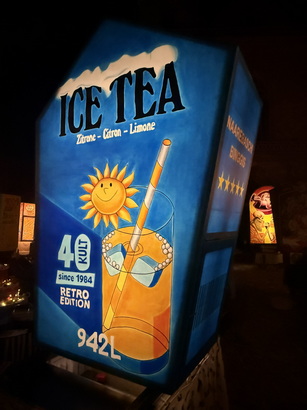 ICE TEA
Zitrone - Citron - Limone
40
KULT
since 1984
RETRO
EDITION
942L